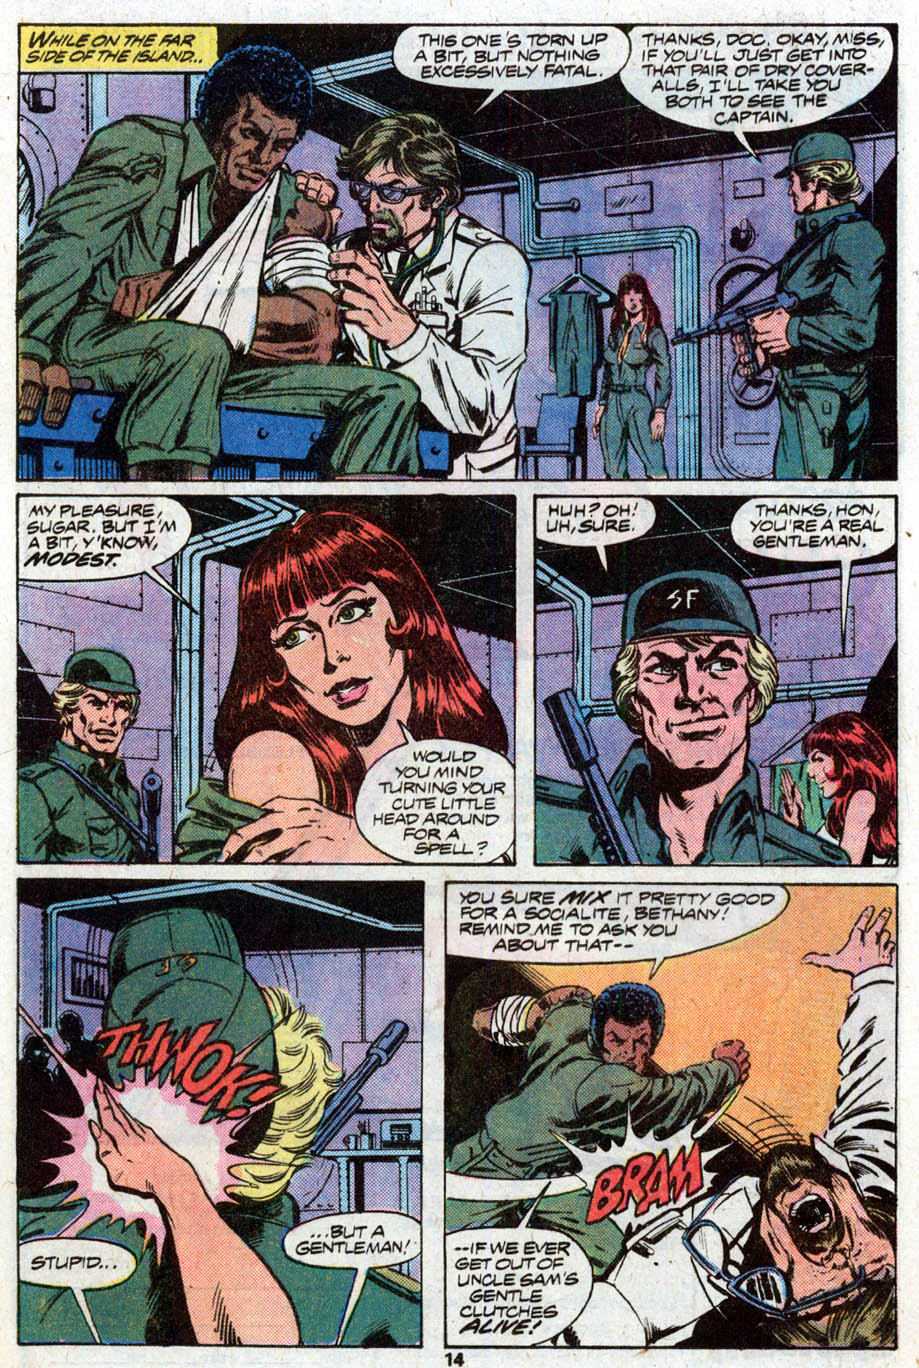 WHILE ON THE FAR
SIDE OF THE ISLAND...
THIS ONE'S TORN UP
A BIT, BUT NOTHING
EXCESSIVELY FATAL.
THANKS, DOC. OKAY, MISS,
IF YOU'LL JUST GET INTO
THAT PAIR OF DRY COVER-
ALLS, I'LL TAKE YOU
BOTH TO SEE THE
CAPTAIN.
MY PLEASURE,
SUGAR. BUT I'M
A BIT, Y'KNOW,
MODEST.
WOULD
YOU MIND
TURNING YOUR
CUTE LITTLE
HEAD AROUND
FOR A
SPELL?
HUH? OH!
UH, SURE.
THANKS, HON,
YOU'RE A REAL
GENTLEMAN.
SF
THWOK!
STUPID...
...BUT A
GENTLEMAN!
YOU SURE MIX IT PRETTY GOOD
FOR A SOCIALITE, BETHANY!
REMIND ME TO ASK YOU
ABOUT THAT--
BRAM
--IF WE EVER
GET OUT OF
UNCLE SAM'S
GENTLE
CLUTCHES
ALIVE!
14